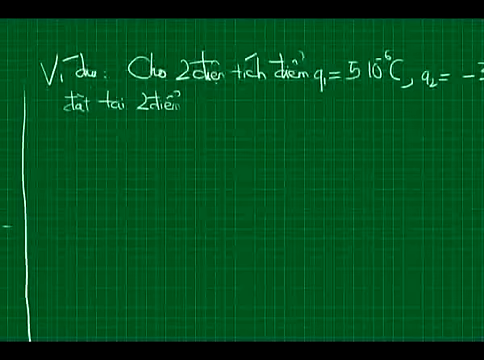 Ví dụ: Cho 2 điện tích điểm q₁ = 5 10⁻⁶C, q₂ = -3
đặt tại 2 điểm